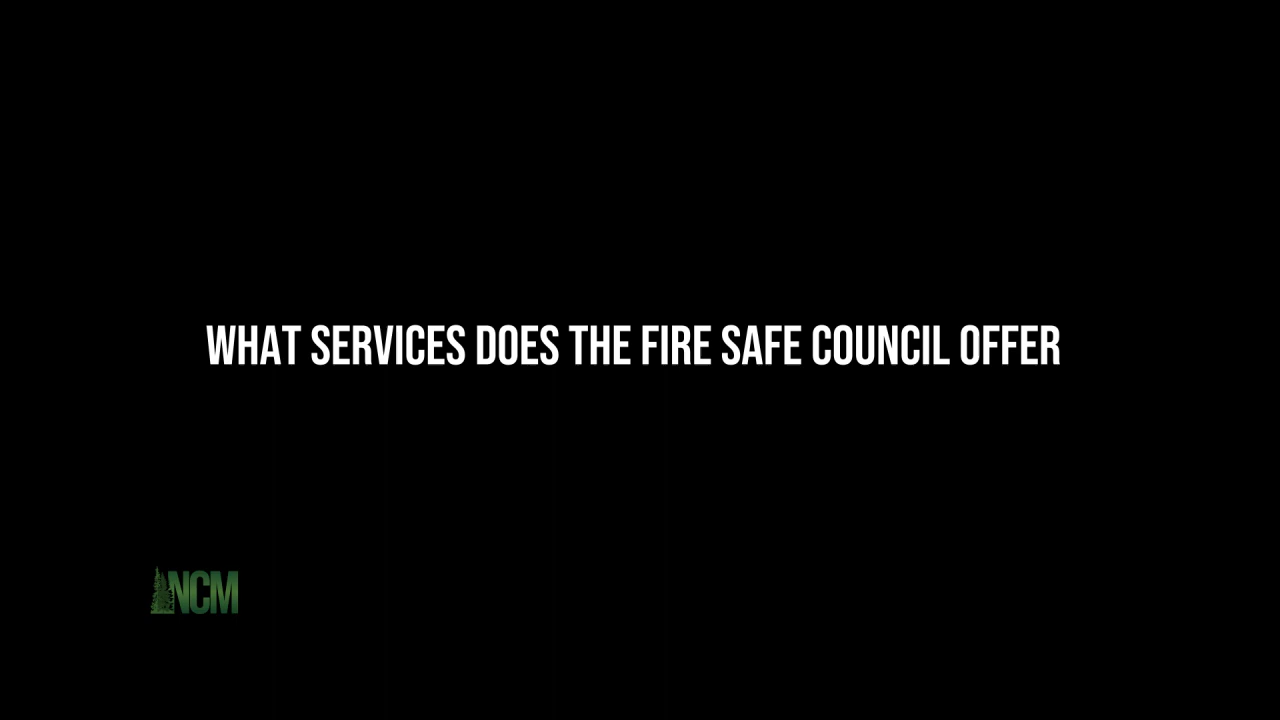 WHAT SERVICES DOES THE FIRE SAFE COUNCIL OFFER
NCM